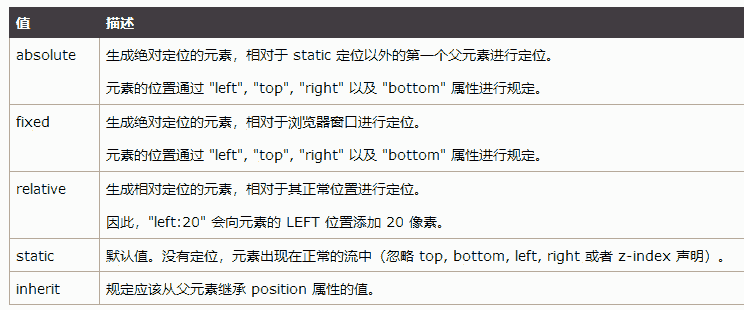 值 描述
absolute 生成绝对定位的元素，相对于 static 定位以外的第一个父元素进行定位。
元素的位置通过 "left", "top", "right" 以及 "bottom" 属性进行规定。
fixed 生成绝对定位的元素，相对于浏览器窗口进行定位。
元素的位置通过 "left", "top", "right" 以及 "bottom" 属性进行规定。
relative 生成相对定位的元素，相对于其正常位置进行定位。
因此，"left:20" 会向元素的 LEFT 位置添加 20 像素。
static 默认值。没有定位，元素出现在正常的流中（忽略 top, bottom, left, right 或者 z-index 声明）。
inherit 规定应该从父元素继承 position 属性的值。